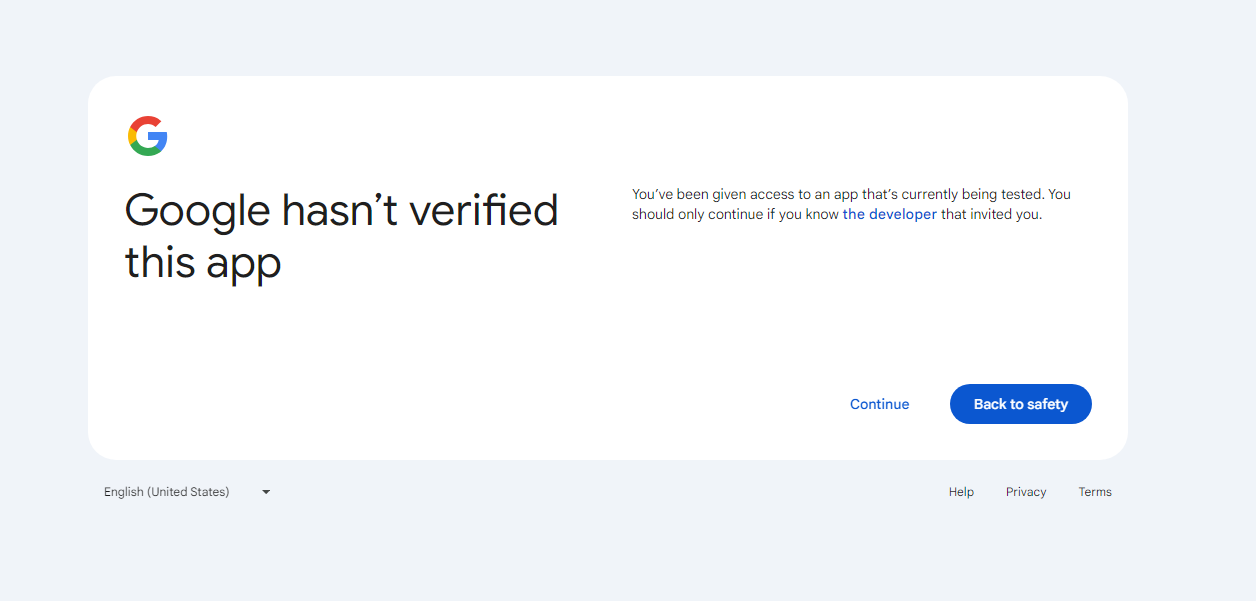 Google hasn’t verified
this app
You’ve been given access to an app that’s currently being tested. You
should only continue if you know the developer that invited you.
Continue
Back to safety
English (United States)
Help
Privacy
Terms